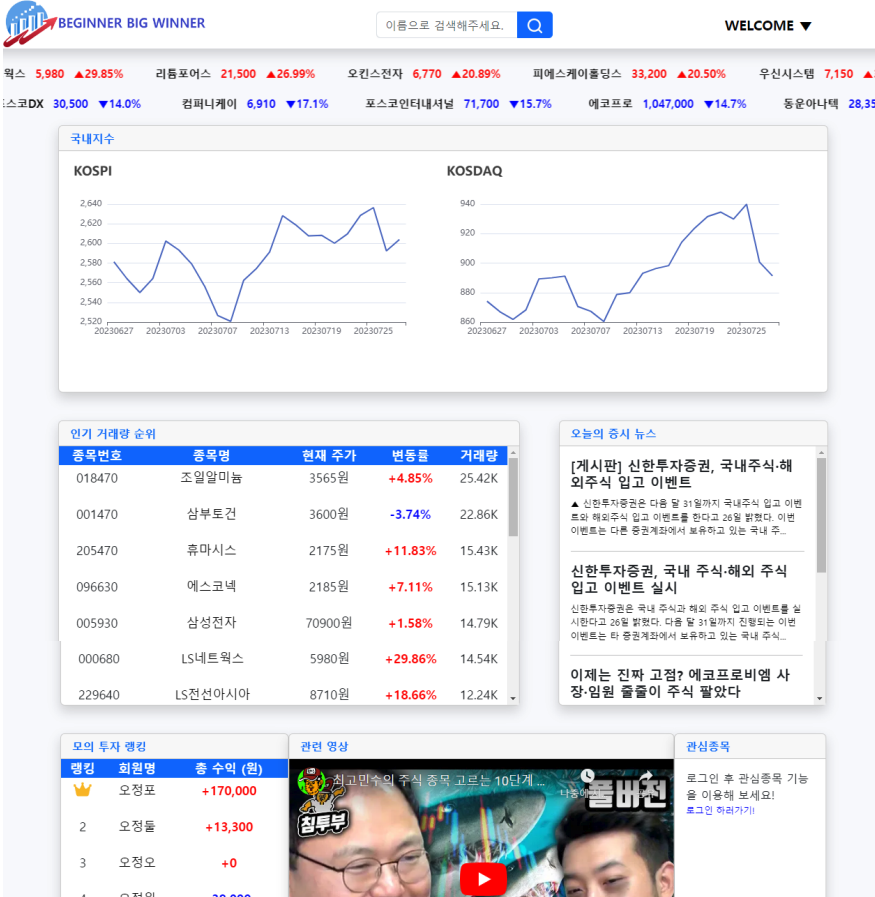 BEGINNER BIG WINNER
이름으로 검색해주세요.
WELCOME ▼
윅스 5,980 ▲29.85% 리튬포어스 21,500 ▲26.99% 오킨스전자 6,770 ▲20.89% 피에스케이홀딩스 33,200 ▲20.50% 우신시스템 7,150
스코DX 30,500 ▼14.0% 컴퍼니케이 6,910 ▼17.1% 포스코인터내셔널 71,700 ▼15.7% 에코프로 1,047,000 ▼14.7% 동운아나텍 28,35
국내지수
KOSPI KOSDAQ
2,640 940
2,620
2,600 920
2,580 900
2,560
2,540 880
2,520 860
20230627 20230703 20230707 20230713 20230719 20230725 20230627 20230703 20230707 20230713 20230719 20230725
인기 거래량 순위
종목번호 종목명 현재 주가 변동률 거래량
018470 조일알미늄 3565원 +4.85% 25.42K
001470 삼부토건 3600원 -3.74% 22.86K
205470 휴마시스 2175원 +11.83% 15.43K
096630 에스코넥 2185원 +7.11% 15.13K
005930 삼성전자 70900원 +1.58% 14.79K
000680 LS네트웍스 5980원 +29.86% 14.54K
229640 LS전선아시아 8710원 +18.66% 12.24K
오늘의 증시 뉴스
[게시판] 신한투자증권, 국내주식·해
외주식 입고 이벤트
▲ 신한투자증권은 다음 달 31일까지 국내주식 입고 이벤
트와 해외주식 입고 이벤트를 한다고 26일 밝혔다. 이번
이벤트는 다른 증권계좌에서 보유하고 있는 국내 주...
신한투자증권, 국내 주식·해외 주식
입고 이벤트 실시
신한투자증권은 국내 주식과 해외 주식 입고 이벤트를 실
시한다고 26일 밝혔다. 다음 달 31일까지 진행되는 이번
이벤트는 타 증권계좌에서 보유하고 있는 국내 주식...
이제는 진짜 고점? 에코프로비엠 사
장·임원 줄줄이 주식 팔았다
모의 투자 랭킹
랭킹 회원명 총 수익 (원)
오정포 +170,000
2 오정둘 +13,300
3 오정오 +0
관련 영상
최고민수의 주식 종목 고르는 10단계 ...
풀버전
침투부
관심종목
로그인 후 관심종목 기능
을 이용해 보세요!
로그인 하러가기!